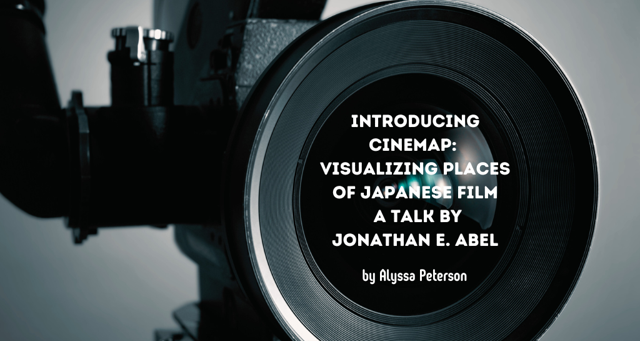 INTRODUCING
CINEMAP:
VISUALIZING PLACES
OF JAPANESE FILM
A TALK BY
JONATHAN E. ABEL
by Alyssa Peterson